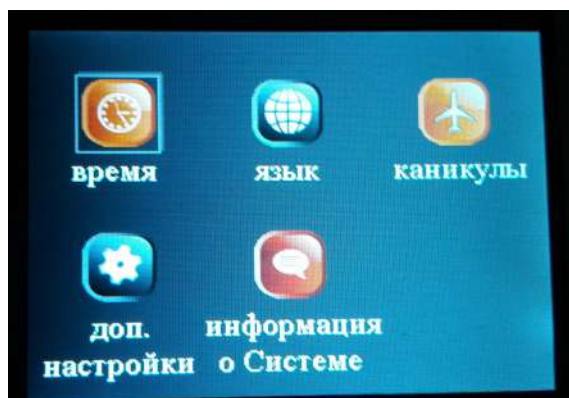 время язык каникулы
доп. информация
настройки о Системе